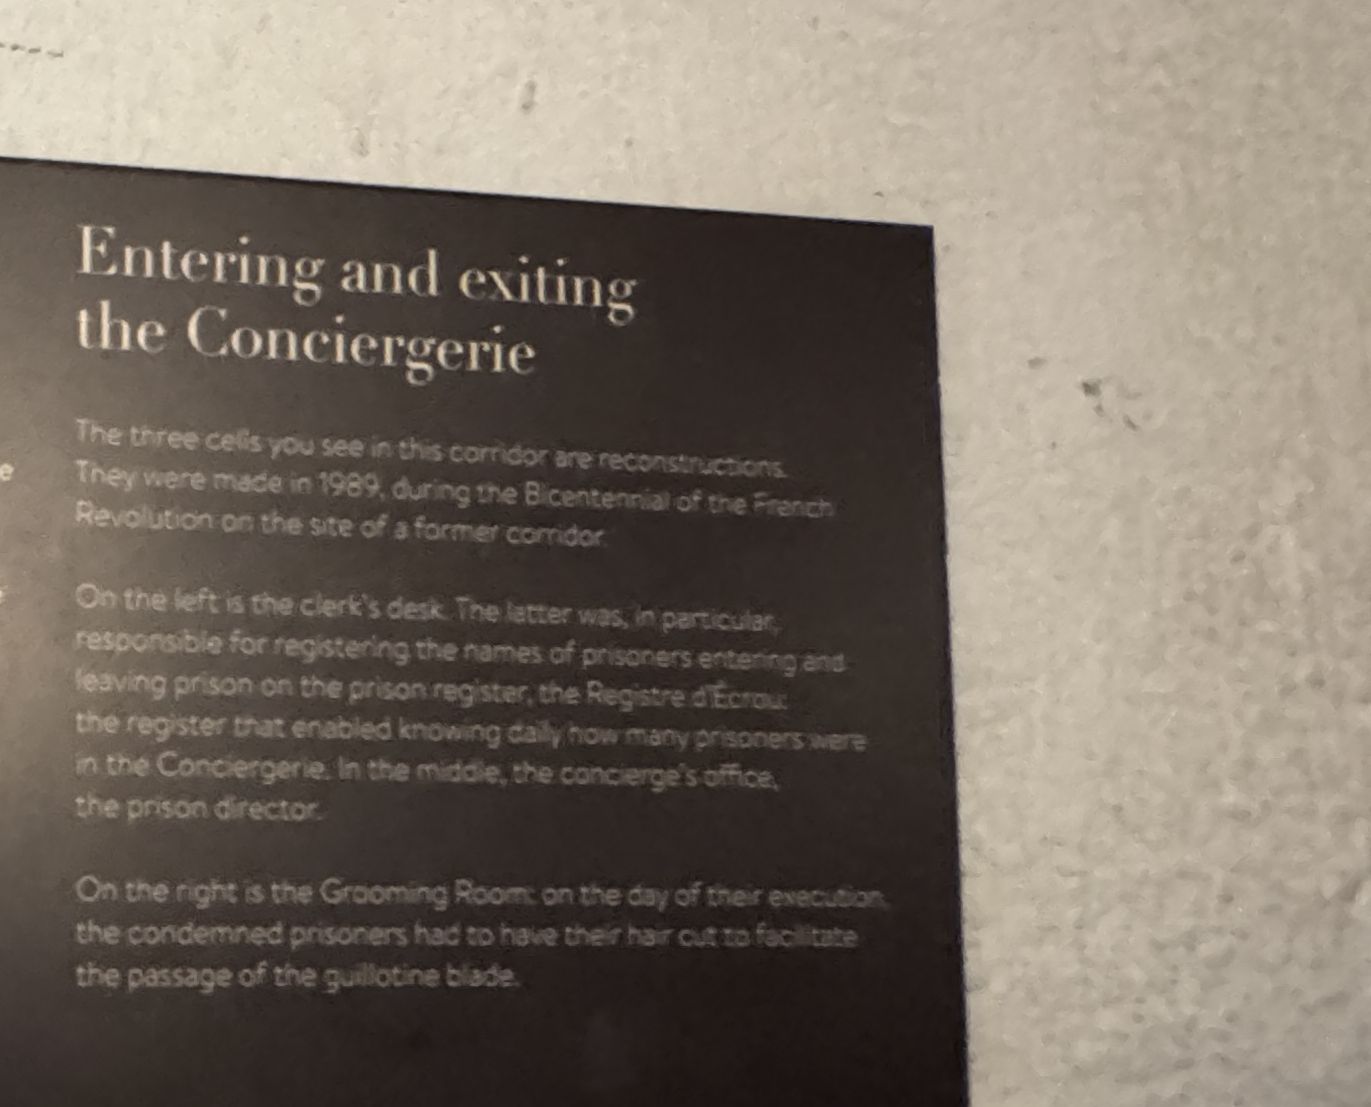 Entering and exiting
the Conciergerie
The three cells you see in this corridor are reconstructions.
They were made in 1989, during the Bicentennial of the French
Revolution on the site of a former corridor.
On the left is the clerk's desk. The latter was, in particular,
responsible for registering the names of prisoners entering and
leaving prison on the prison register, the Registre d'Écrou:
the register that enabled knowing daily how many prisoners were
in the Conciergerie. In the middle, the concierge's office,
the prison director.
On the right is the Grooming Room: on the day of their execution,
the condemned prisoners had to have their hair cut to facilitate
the passage of the guillotine blade.